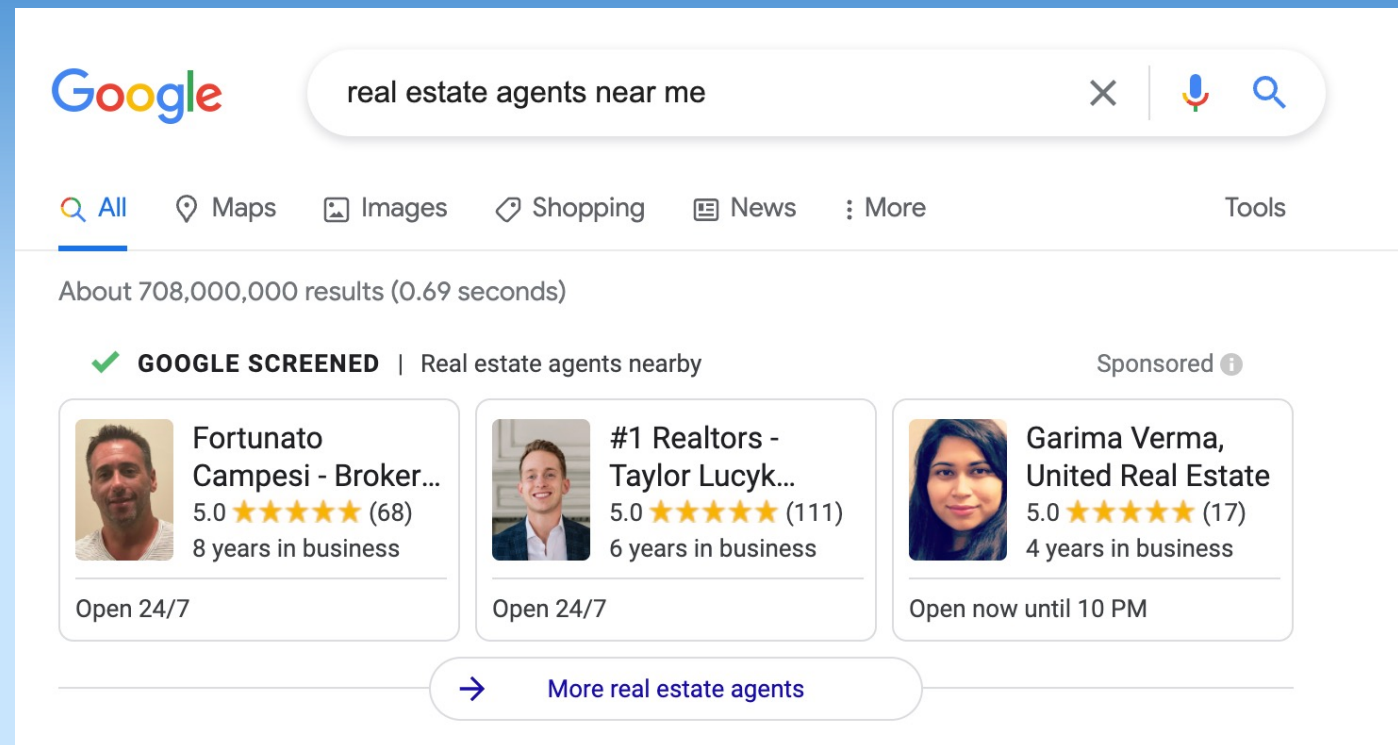 Google
real estate agents near me
All Maps Images Shopping News More Tools
About 708,000,000 results (0.69 seconds)
GOOGLE SCREENED | Real estate agents nearby Sponsored
Fortunato
Campesi - Broker...
5.0 (68)
8 years in business
Open 24/7
#1 Realtors -
Taylor Lucyk...
5.0 (111)
6 years in business
Open 24/7
Garima Verma,
United Real Estate
5.0 (17)
4 years in business
Open now until 10 PM
More real estate agents